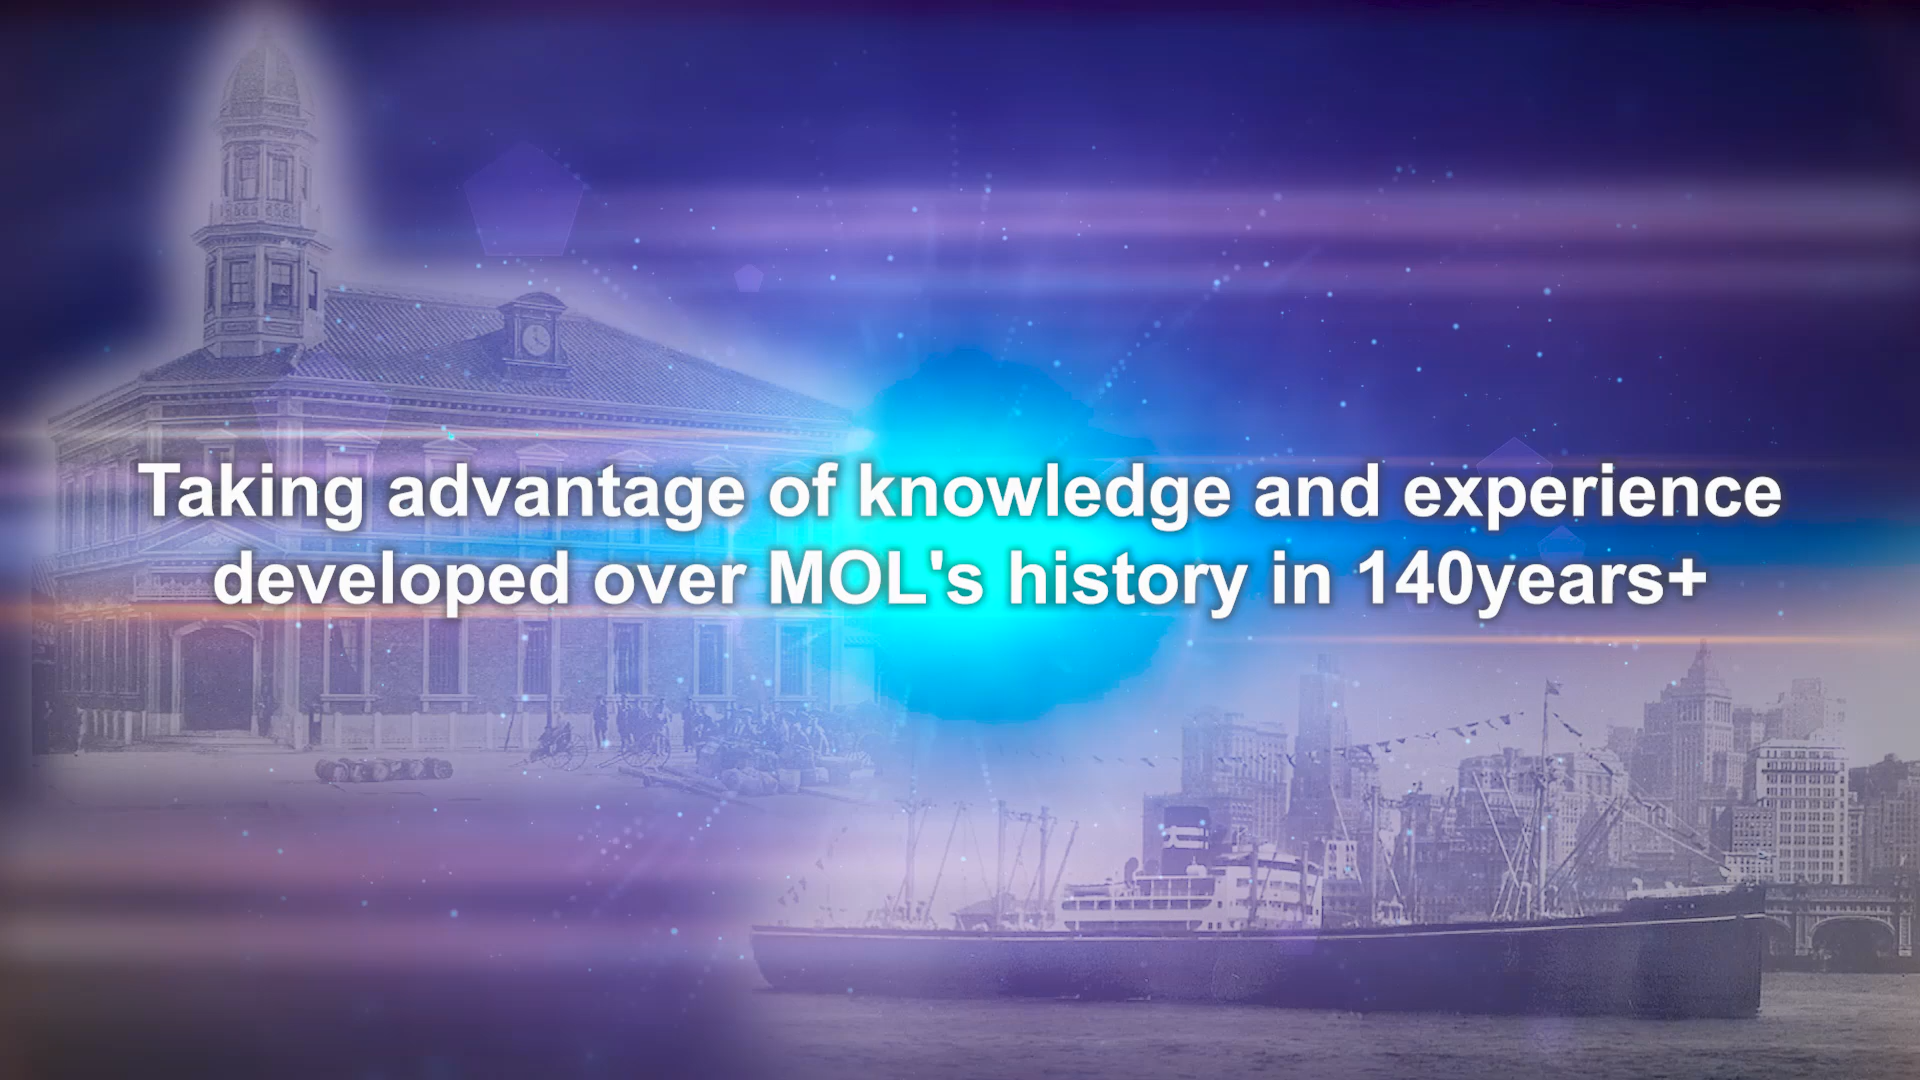 Taking advantage of knowledge and experience
developed over MOL's history in 140years+